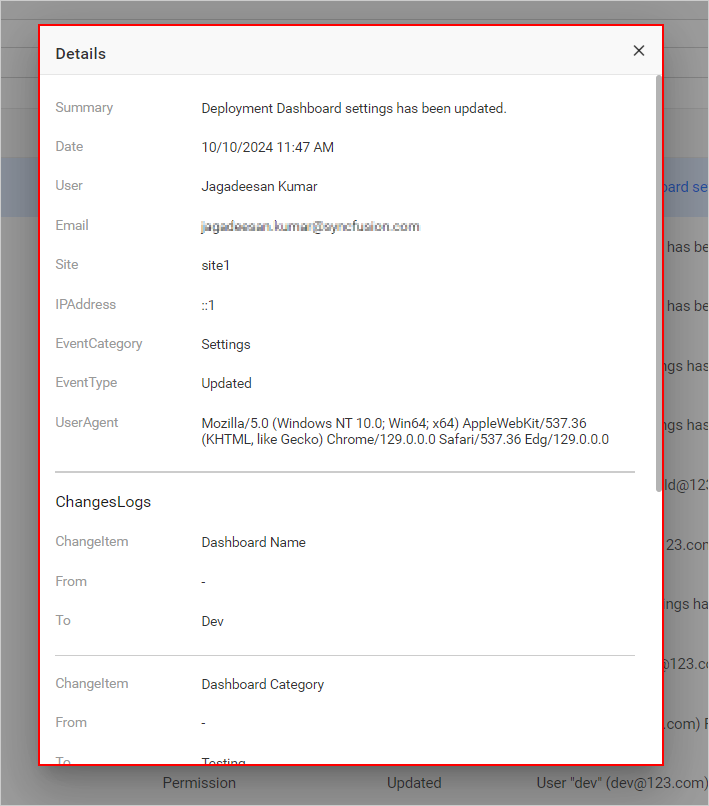 Details
Summary Deployment Dashboard settings has been updated.
Date 10/10/2024 11:47 AM
User Jagadeesan Kumar
Email jagadeesan.kumar@syncfusion.com
Site site1
IPAddress ::1
EventCategory Settings
EventType Updated
UserAgent Mozilla/5.0 (Windows NT 10.0; Win64; x64) AppleWebKit/537.36
(KHTML, like Gecko) Chrome/129.0.0.0 Safari/537.36 Edg/129.0.0.0
ChangesLogs
ChangeItem Dashboard Name
From -
To Dev
ChangeItem Dashboard Category
From -
To Testing
oard se
has be
has be
ngs has
ngs has
ld@123
23.con
ings ha
@123.co
.com) F
Permission Updated User "dev" (dev@123.com)